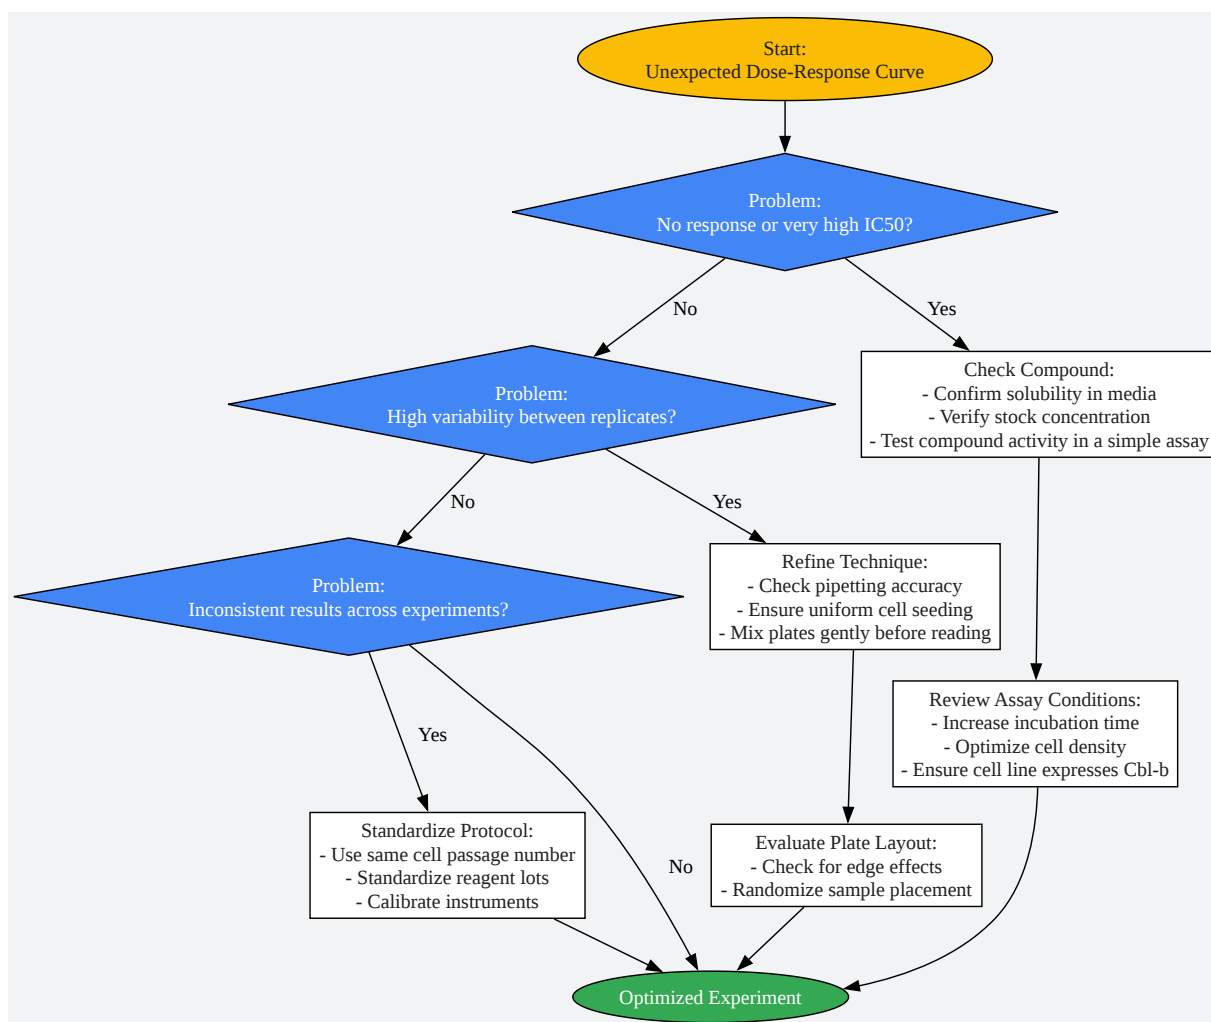 Start:
Unexpected Dose-Response Curve
Problem:
No response or very high IC50?
No
Yes
Problem:
High variability between replicates?
Check Compound:
- Confirm solubility in media
- Verify stock concentration
- Test compound activity in a simple assay
No
Yes
Problem:
Inconsistent results across experiments?
Refine Technique:
- Check pipetting accuracy
- Ensure uniform cell seeding
- Mix plates gently before reading
Review Assay Conditions:
- Increase incubation time
- Optimize cell density
- Ensure cell line expresses Cbl-b
Yes
No
Standardize Protocol:
- Use same cell passage number
- Standardize reagent lots
- Calibrate instruments
Evaluate Plate Layout:
- Check for edge effects
- Randomize sample placement
Optimized Experiment